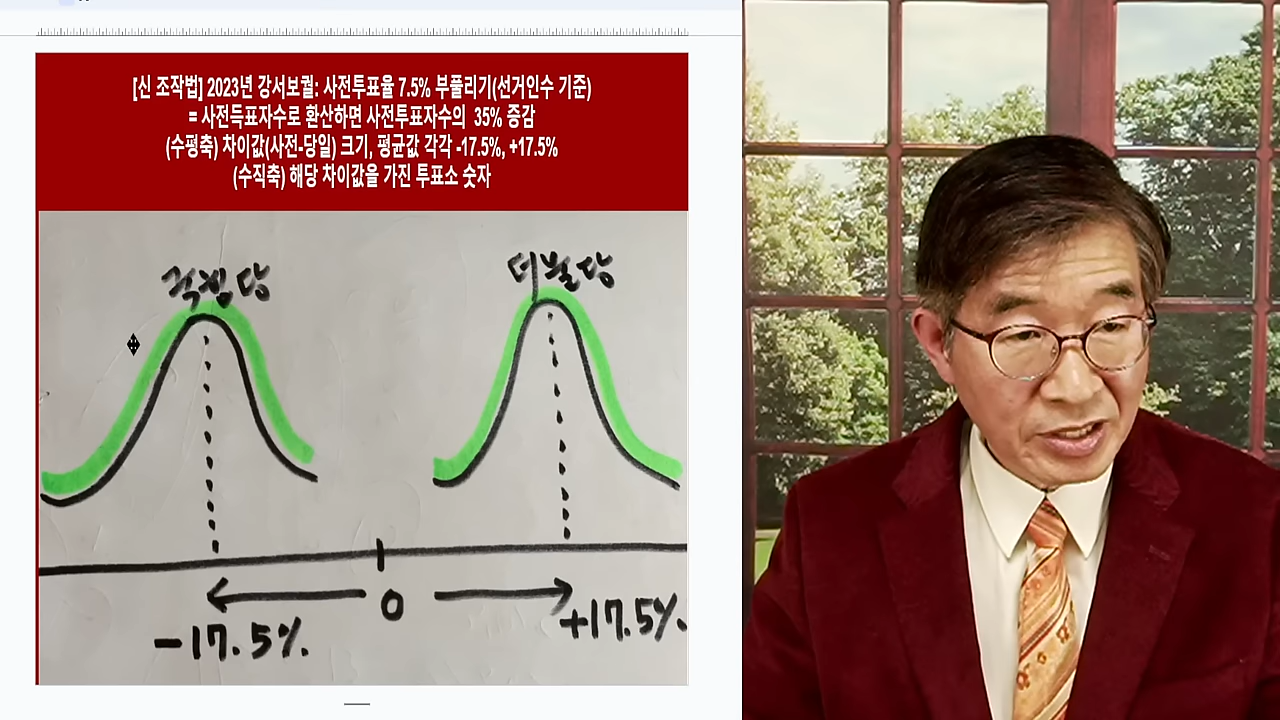 [신 조작법] 2023년 강서보궐: 사전투표율 7.5% 부풀리기(선거인수 기준)
= 사전득표자수로 환산하면 사전투표자수의 35% 증감
(수평축) 차이값(사전-당일) 크기, 평균값 각각 -17.5%, +17.5%
(수직축) 해당 차이값을 가진 투표소 숫자
국힘당 더불당
0
-17.5% +17.5%